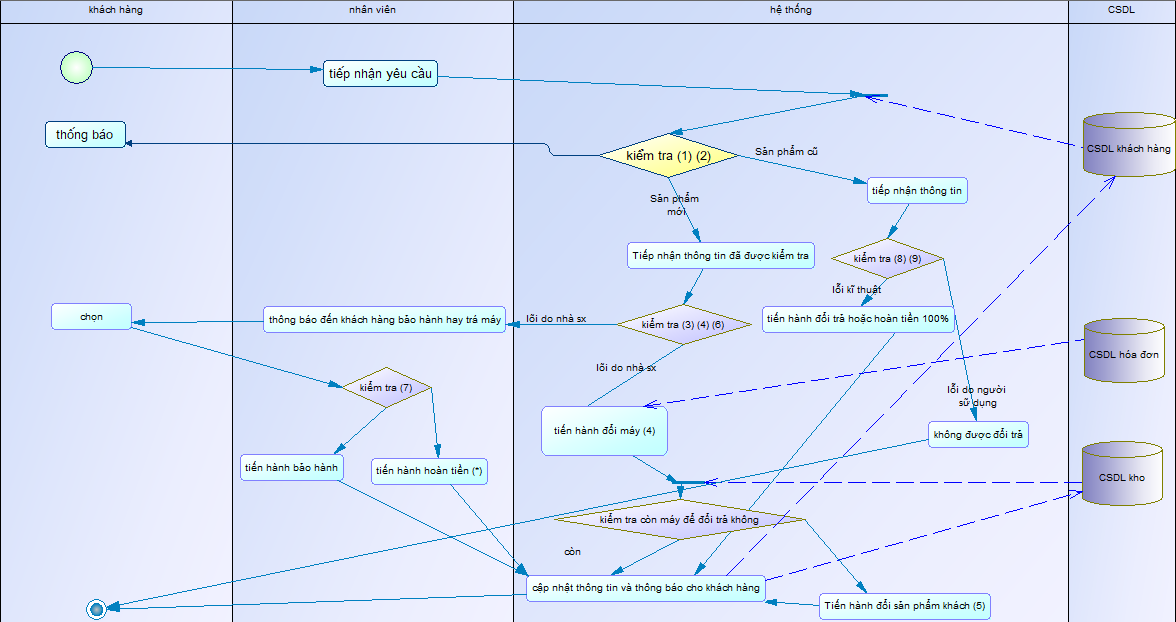 khách hàng
nhân viên
hệ thống
CSDL
tiếp nhận yêu cầu
thống báo
kiểm tra (1) (2)
Sản phẩm cũ
CSDL khách hàng
tiếp nhận thông tin
Sản phẩm
mới
Tiếp nhận thông tin đã được kiểm tra
kiểm tra (8) (9)
lỗi kĩ thuật
chọn
thông báo đến khách hàng bảo hành hay trả máy
lỗi do nhà sx
kiểm tra (3) (4) (6)
tiến hành đổi trả hoặc hoàn tiền 100%
CSDL hóa đơn
lỗi do nhà sx
kiểm tra (7)
lỗi do người
sử dụng
tiến hành đổi máy (4)
không được đổi trả
tiến hành bảo hành
tiến hành hoàn tiền (*)
CSDL kho
kiểm tra còn máy để đổi trả không
còn
cập nhật thông tin và thông báo cho khách hàng
Tiến hành đổi sản phẩm khách (5)